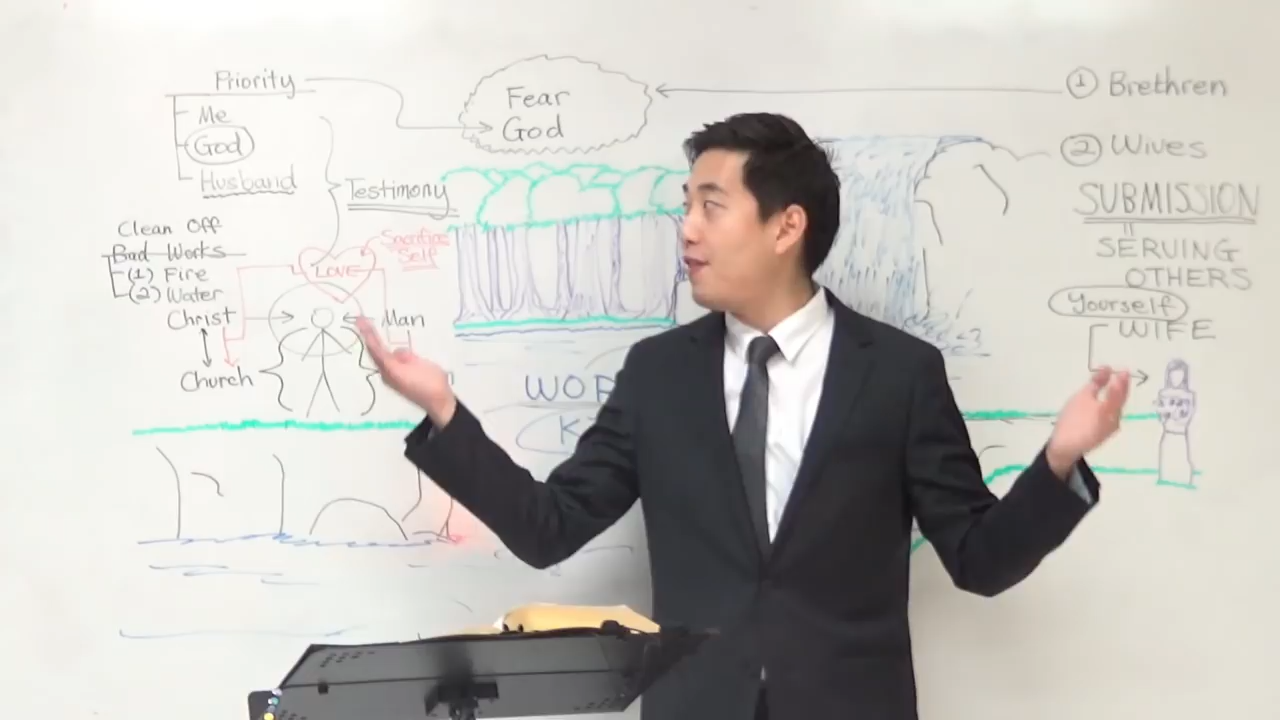 Priority
Me
God
Husband
Testimony
Clean Off
Bad Works
(1) Fire
(2) Water
Christ
Church
LOVE
Sacrifice
Self
Man
Fear
God
1 Brethren
2 Wives
SUBMISSION
=
SERVING
OTHERS
Yourself
WIFE